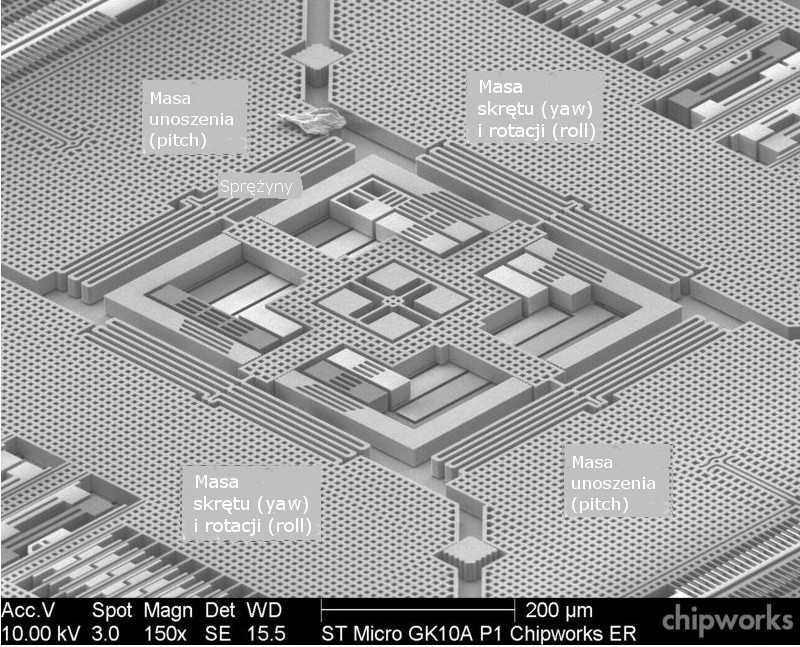 Masa
unoszenia
(pitch)
Masa
skrętu (yaw)
i rotacji (roll)
Sprężyny
Masa
skrętu (yaw)
i rotacji (roll)
Masa
unoszenia
(pitch)
Acc.V Spot Magn Det WD 200 µm
10.00 kV 3.0 150x SE 15.5 ST Micro GK10A P1 Chipworks ER
chipworks